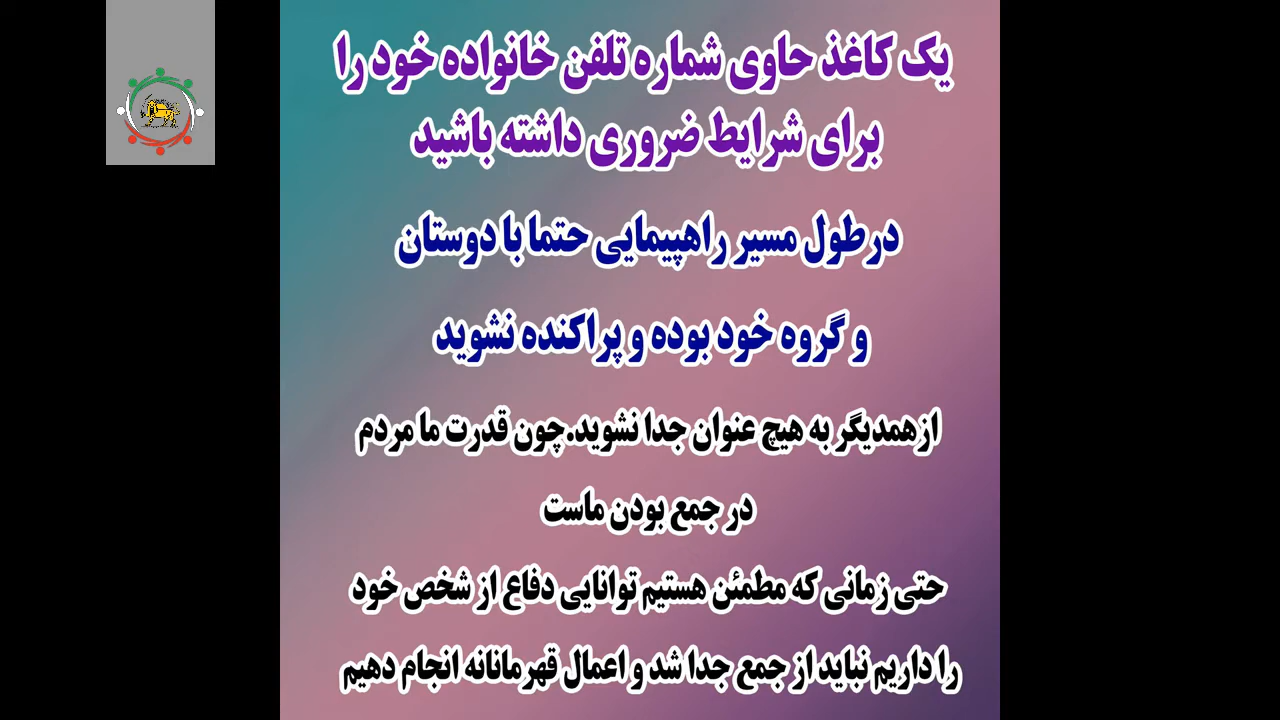 یک کاغذ حاوی شماره تلفن خانواده خود را
برای شرایط ضروری داشته باشید
درطول مسیر راهپیمایی حتما با دوستان
و گروه خود بوده و پراکنده نشوید
ازهمدیگر به هیچ عنوان جدا نشوید.چون قدرت ما مردم
در جمع بودن ماست
حتی زمانی که مطمئن هستیم توانایی دفاع از شخص خود
را داریم نباید از جمع جدا شد و اعمال قهرمانانه انجام دهیم